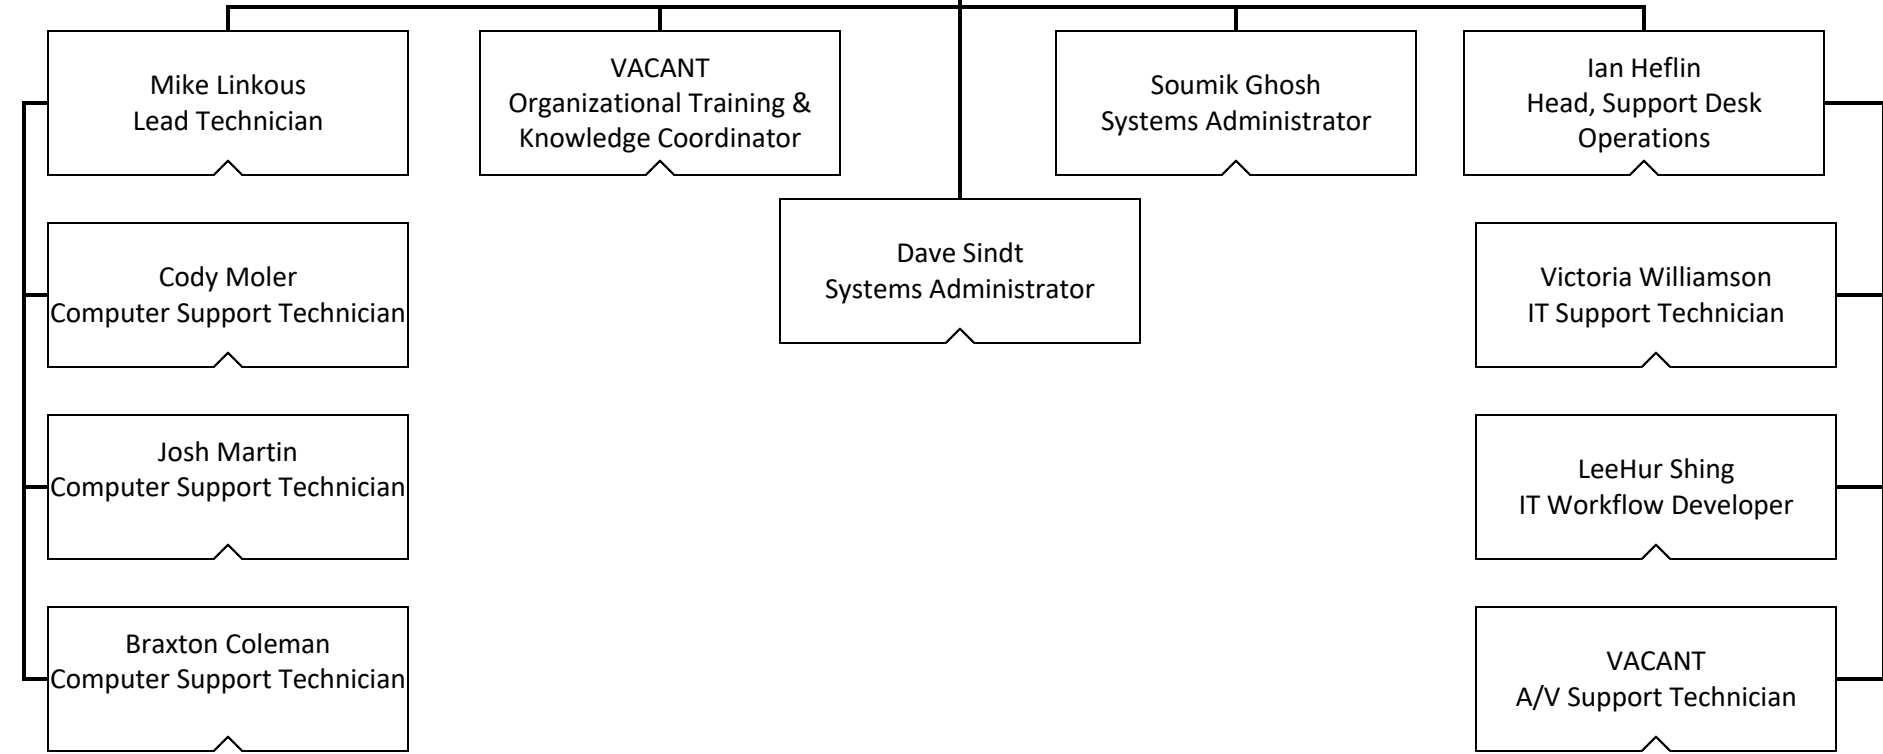 Mike Linkous
Lead Technician
VACANT
Organizational Training &
Knowledge Coordinator
Soumik Ghosh
Systems Administrator
Ian Heflin
Head, Support Desk
Operations
Dave Sindt
Systems Administrator
Cody Moler
Computer Support Technician
Victoria Williamson
IT Support Technician
Josh Martin
Computer Support Technician
LeeHur Shing
IT Workflow Developer
Braxton Coleman
Computer Support Technician
VACANT
A/V Support Technician